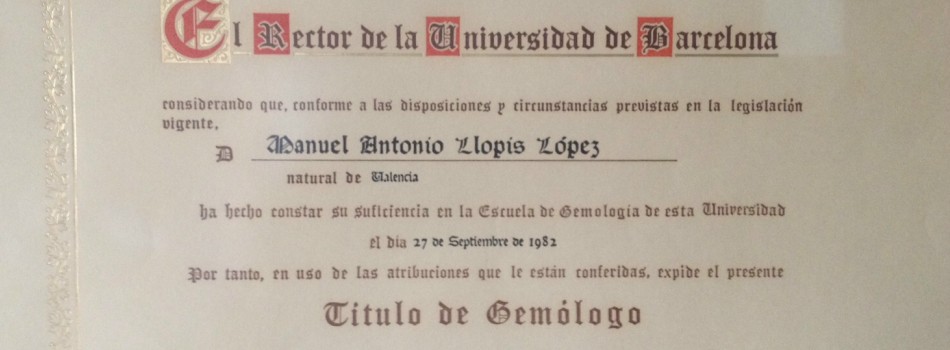 El Rector de la Universidad de Barcelona
considerando que, conforme a las disposiciones y circunstancias previstas en la legislación
vigente,
D Manuel Antonio Llopis López
natural de Valencia
ha hecho constar su suficiencia en la Escuela de Gemología de esta Universidad
el día 27 de Septiembre de 1982
Por tanto, en uso de las atribuciones que le están conferidas, expide el presente
Título de Gemólogo